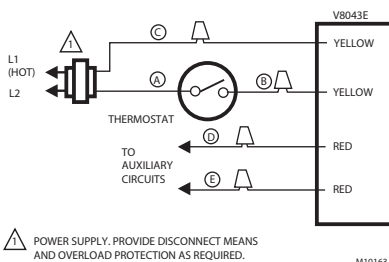 V8043E
C
1
YELLOW
L1
(HOT)
A
B
L2
YELLOW
THERMOSTAT
D
TO
AUXILIARY
CIRCUITS
RED
E
RED
1 POWER SUPPLY. PROVIDE DISCONNECT MEANS
AND OVERLOAD PROTECTION AS REQUIRED.